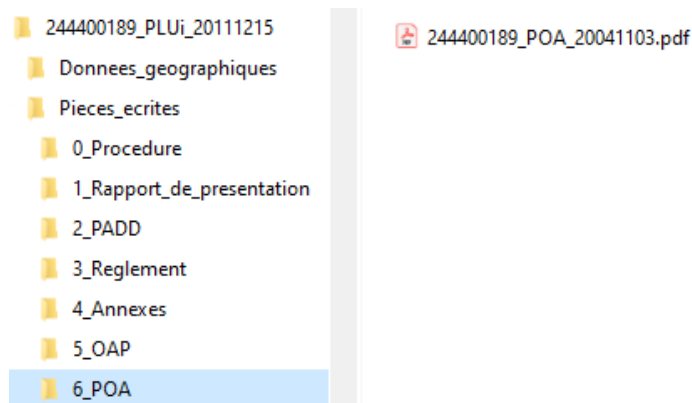 244400189_PLUi_20111215
Donnees_geographiques
Pieces_ecrites
0_Procedure
1_Rapport_de_presentation
2_PADD
3_Reglement
4_Annexes
5_OAP
6_POA
244400189_POA_20041103.pdf